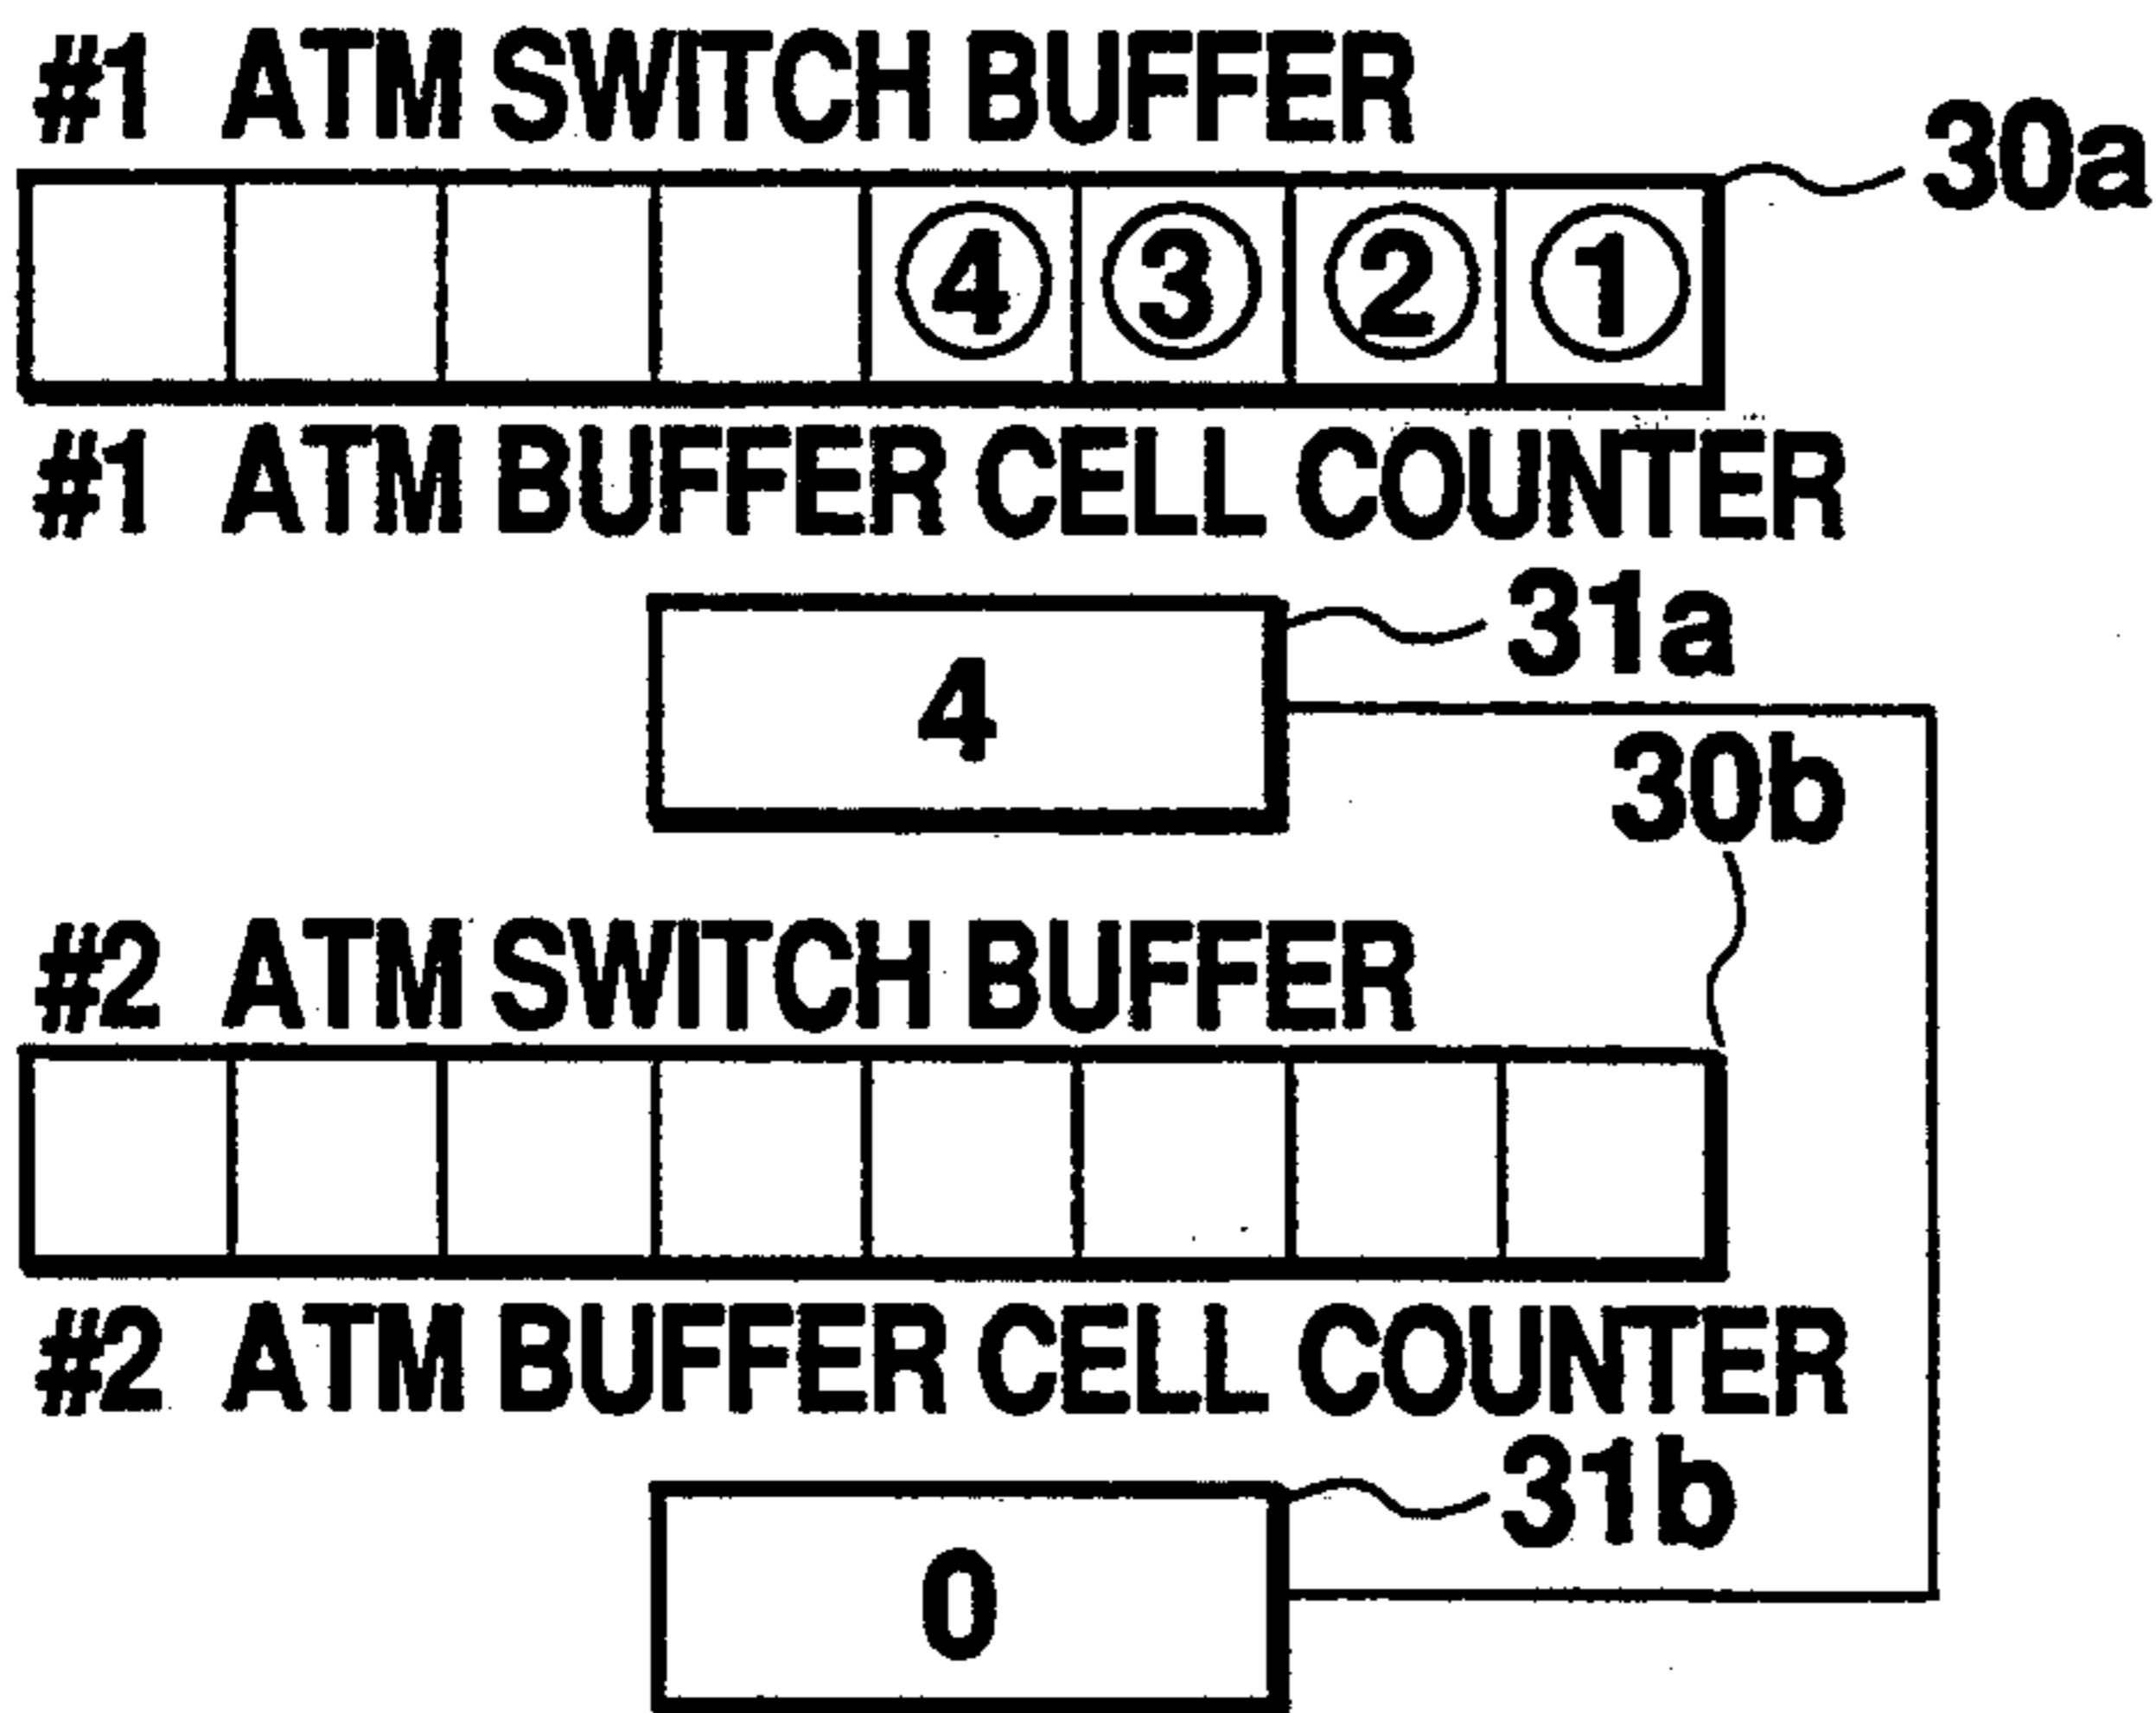 #1 ATM SWITCH BUFFER
30a
④ ③ ② ①
#1 ATM BUFFER CELL COUNTER
31a
4
30b
#2 ATM SWITCH BUFFER
#2 ATM BUFFER CELL COUNTER
31b
0